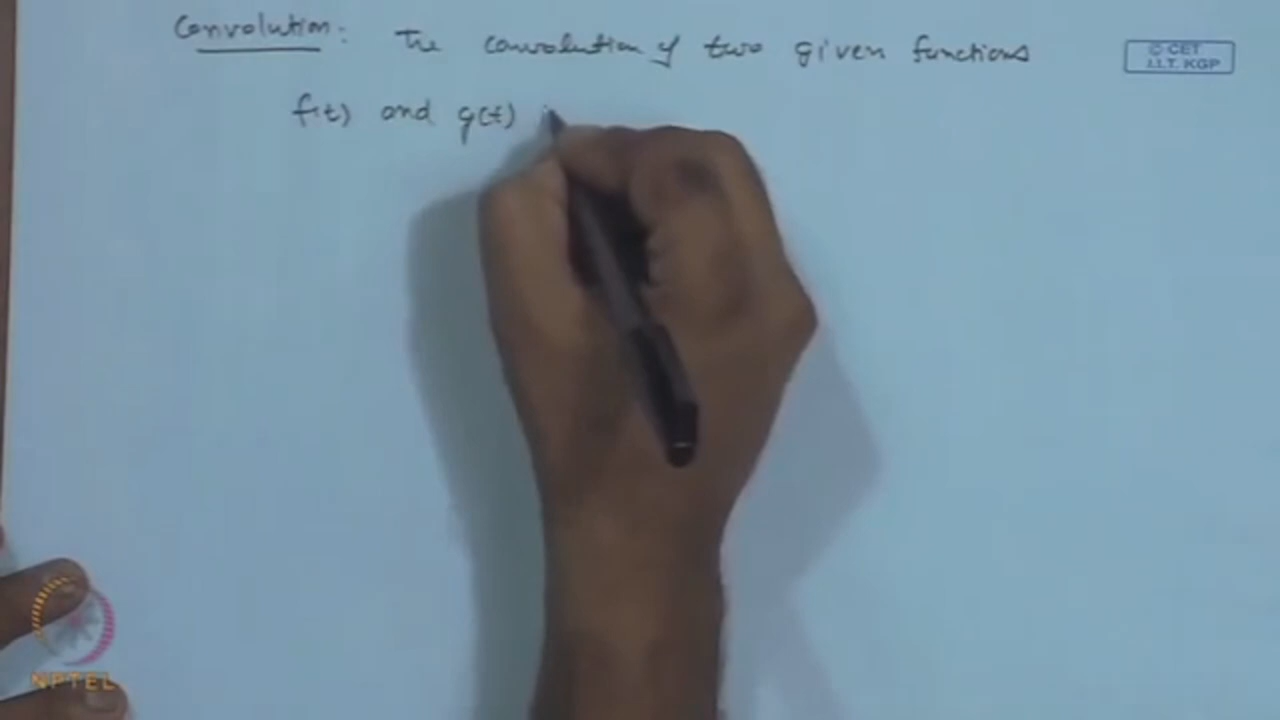 Convolution: The convolution of two given functions
© CET
I.I.T. KGP
f(t) and g(t)
NPTEL